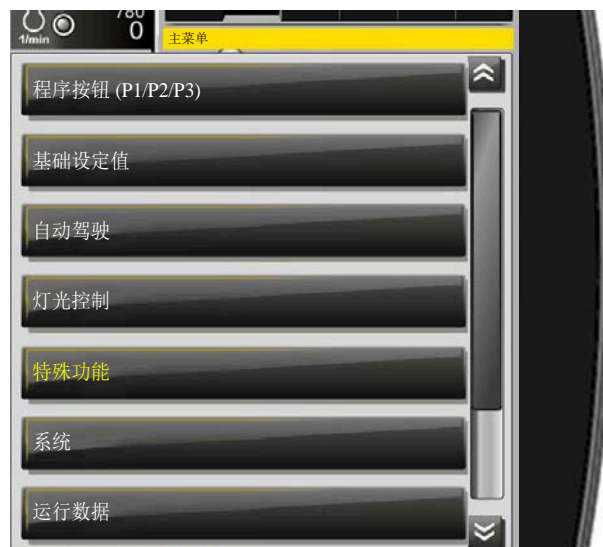 780
1/min 0
主菜单
程序按钮 (P1/P2/P3)
基础设定值
自动驾驶
灯光控制
特殊功能
系统
运行数据